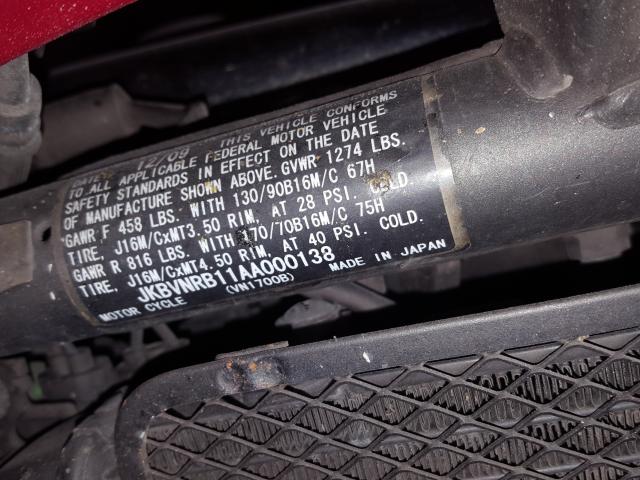 DATE: 12/09 THIS VEHICLE CONFORMS
TO ALL APPLICABLE FEDERAL MOTOR VEHICLE
SAFETY STANDARDS IN EFFECT ON THE DATE
OF MANUFACTURE SHOWN ABOVE. GVWR 1274 LBS.
GAWR F 458 LBS. WITH 130/90B16M/C 67H
TIRE, J16M/CxMT3.50 RIM, AT 28 PSI. COLD.
GAWR R 816 LBS. WITH 170/70B16M/C 75H
TIRE, J16M/CxMT4.50 RIM, AT 40 PSI. COLD.
JKBVNRB11AA000138
MOTOR CYCLE (VN1700B) MADE IN JAPAN